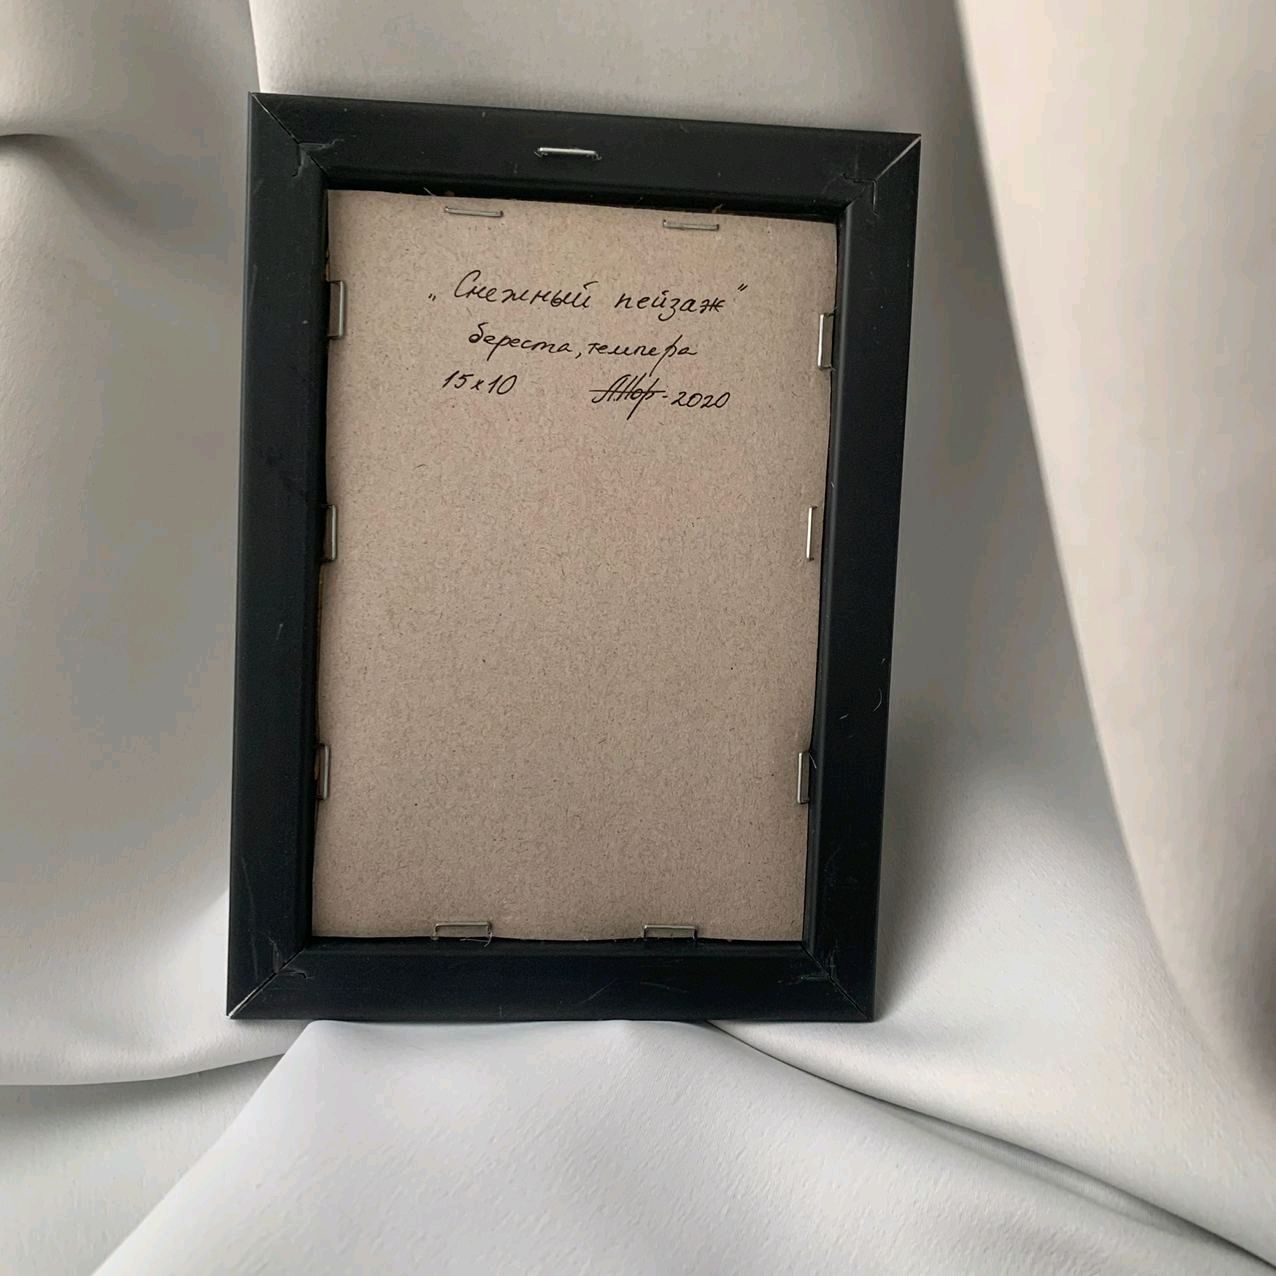 „Снежный пейзаж"
береста, темпера
15х10 2020